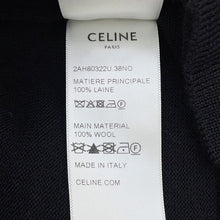 CELINE
PARIS
2AH80322U.38NO
MATIERE PRINCIPALE
100% LAINE
MAIN MATERIAL
100% WOOL
MADE IN ITALY
CELINE.COM